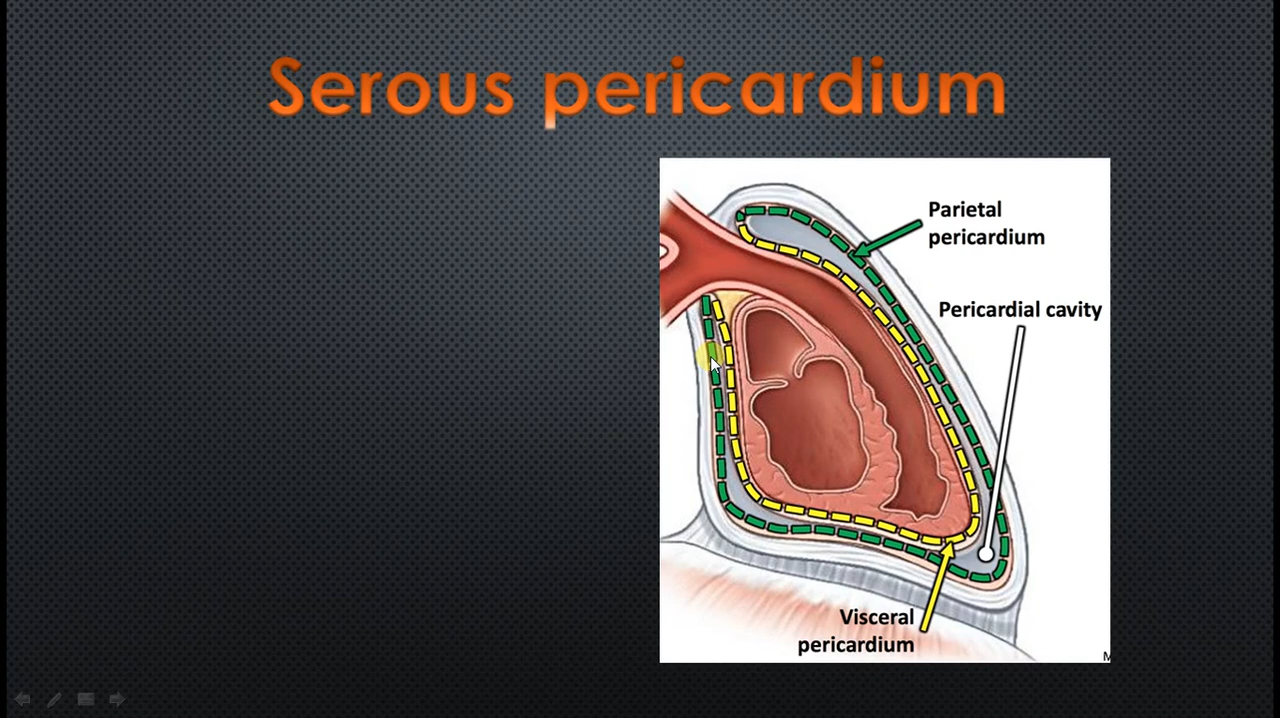 Serous pericardium
Parietal
pericardium
Pericardial cavity
Visceral
pericardium
M